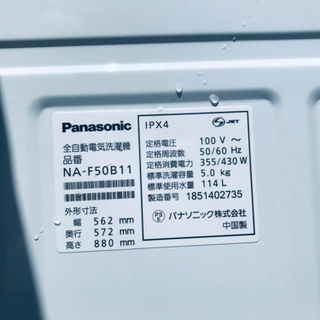 Panasonic
全自動電気洗濯機
品番
NA-F50B11
外形寸法
幅 562 mm
奥行 572 mm
高さ 880 mm
IPX4
JET
定格電圧 100 V ～
定格周波数 50/60 Hz
定格消費電力 355/430 W
標準洗濯容量 5.0 kg
標準使用水量 114 L
製造番号 1851402735
PS E
パナソニック株式会社
中国製